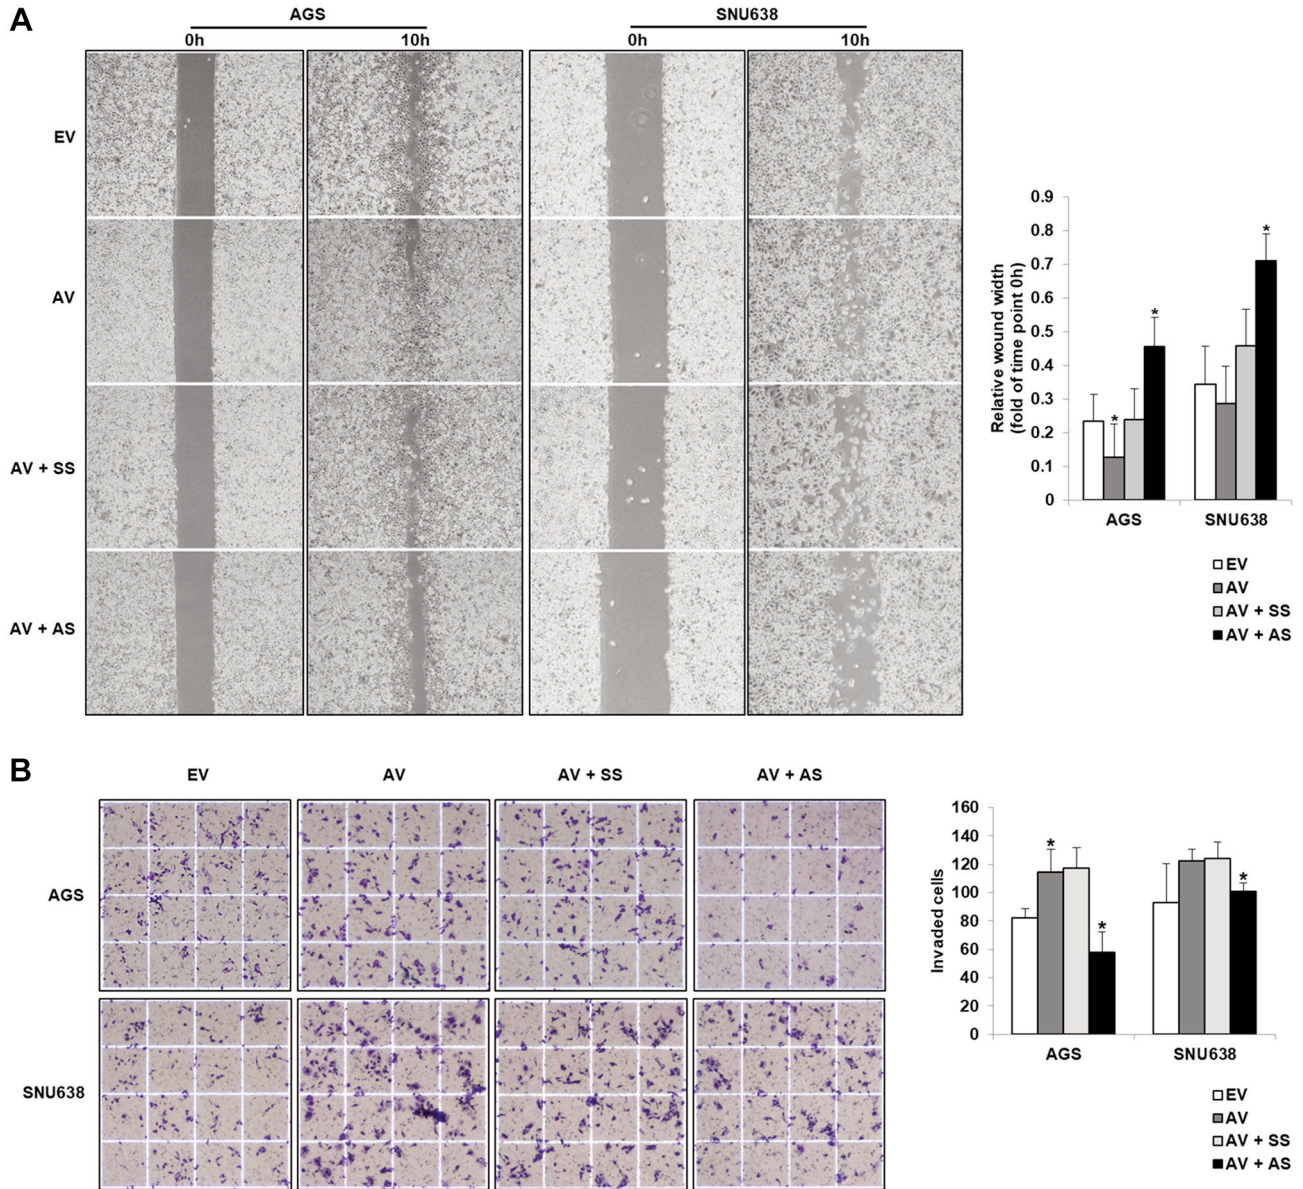 A
AGS
SNU638
0h
10h
0h
10h
EV
AV
AV + SS
AV + AS
Relative wound width
(fold of time point 0h)
0.9
0.8
0.7
0.6
0.5
0.4
0.3
0.2
0.1
0
*
*
*
AGS
SNU638
EV
AV
AV + SS
AV + AS
B
EV
AV
AV + SS
AV + AS
AGS
SNU638
Invaded cells
160
140
120
100
80
60
40
20
0
*
*
*
AGS
SNU638
EV
AV
AV + SS
AV + AS